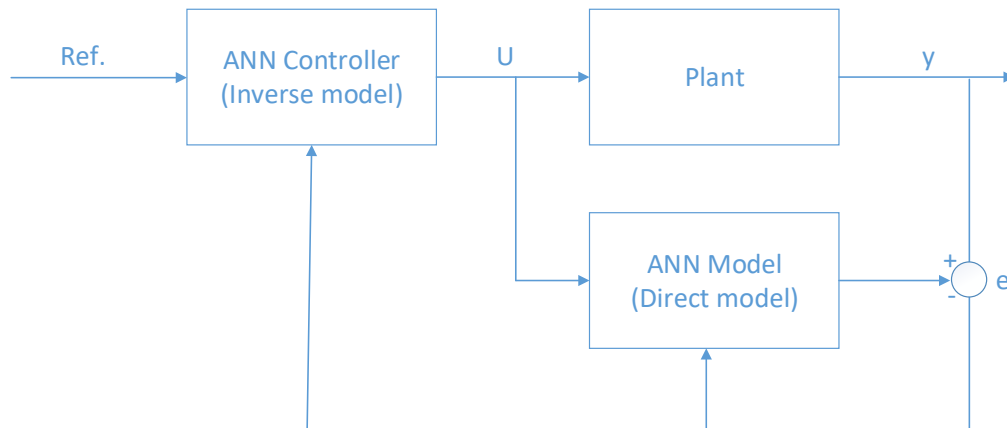 Ref.
ANN Controller
(Inverse model)
U
Plant
y
ANN Model
(Direct model)
+
-
e